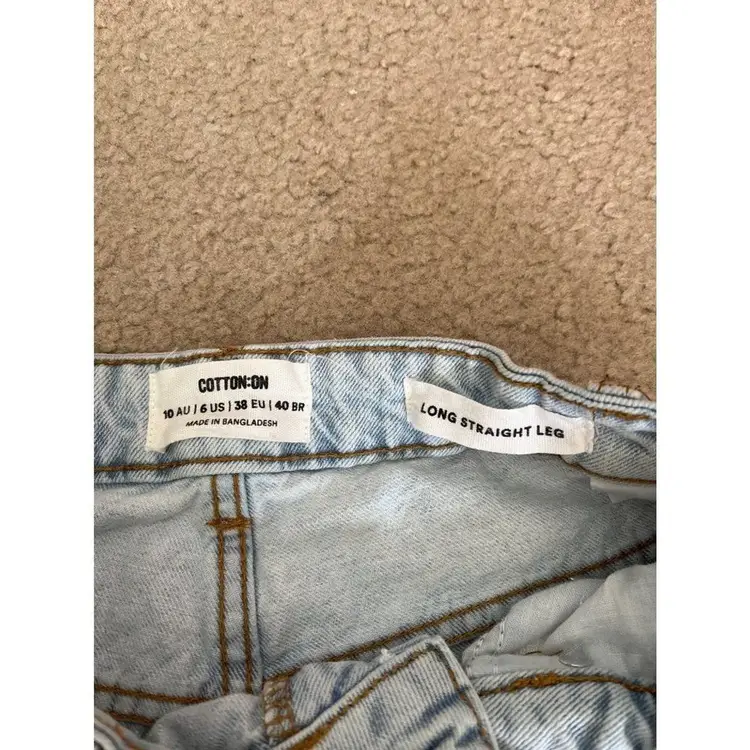 COTTON:ON
10 AU | 6 US | 38 EU | 40 BR
MADE IN BANGLADESH
LONG STRAIGHT LEG